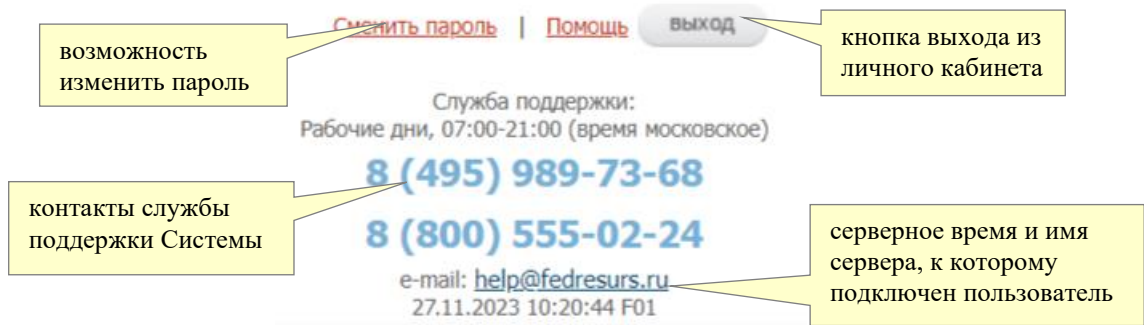 возможность
изменить пароль
Сменить пароль | Помощь выход
кнопка выхода из
личного кабинета
Служба поддержки:
Рабочие дни, 07:00-21:00 (время московское)
8 (495) 989-73-68
контакты службы
поддержки Системы
8 (800) 555-02-24
e-mail: help@fedresurs.ru
27.11.2023 10:20:44 F01
серверное время и имя
сервера, к которому
подключен пользователь